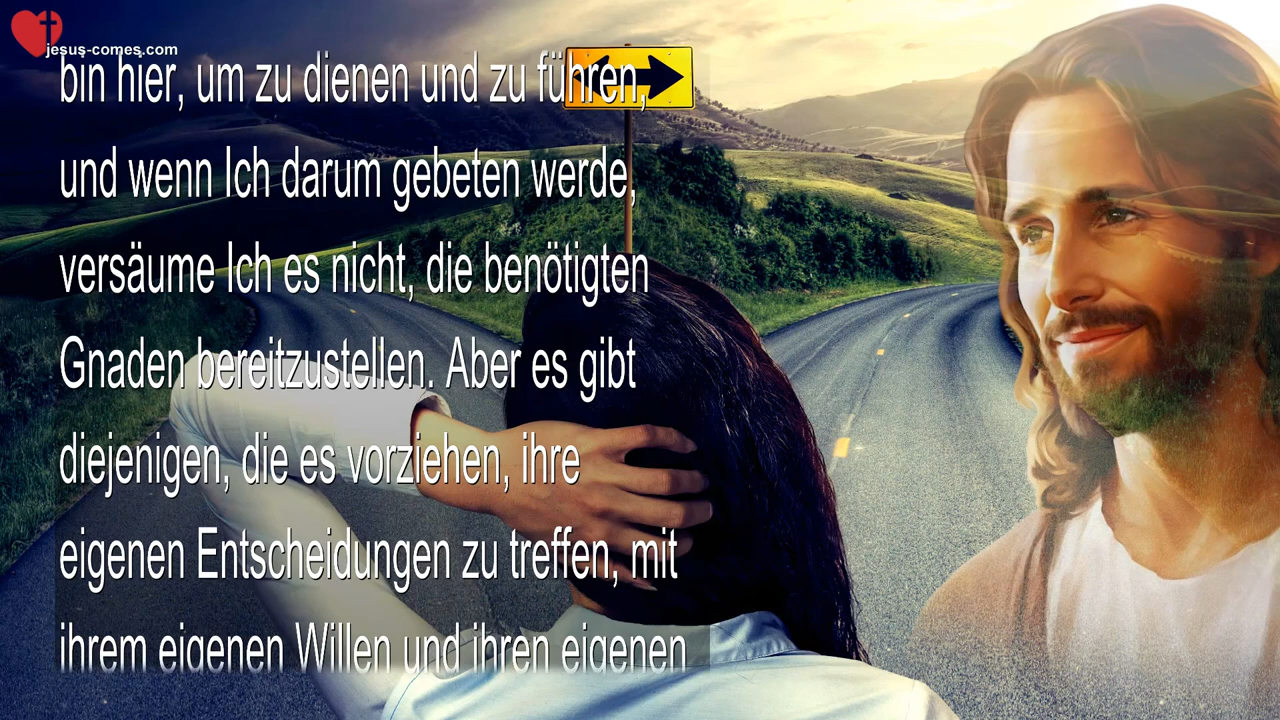 jesus-comes.com
bin hier, um zu dienen und zu führen,
und wenn Ich darum gebeten werde,
versäume Ich es nicht, die benötigten
Gnaden bereitzustellen. Aber es gibt
diejenigen, die es vorziehen, ihre
eigenen Entscheidungen zu treffen, mit
ihrem eigenen Willen und ihren eigenen